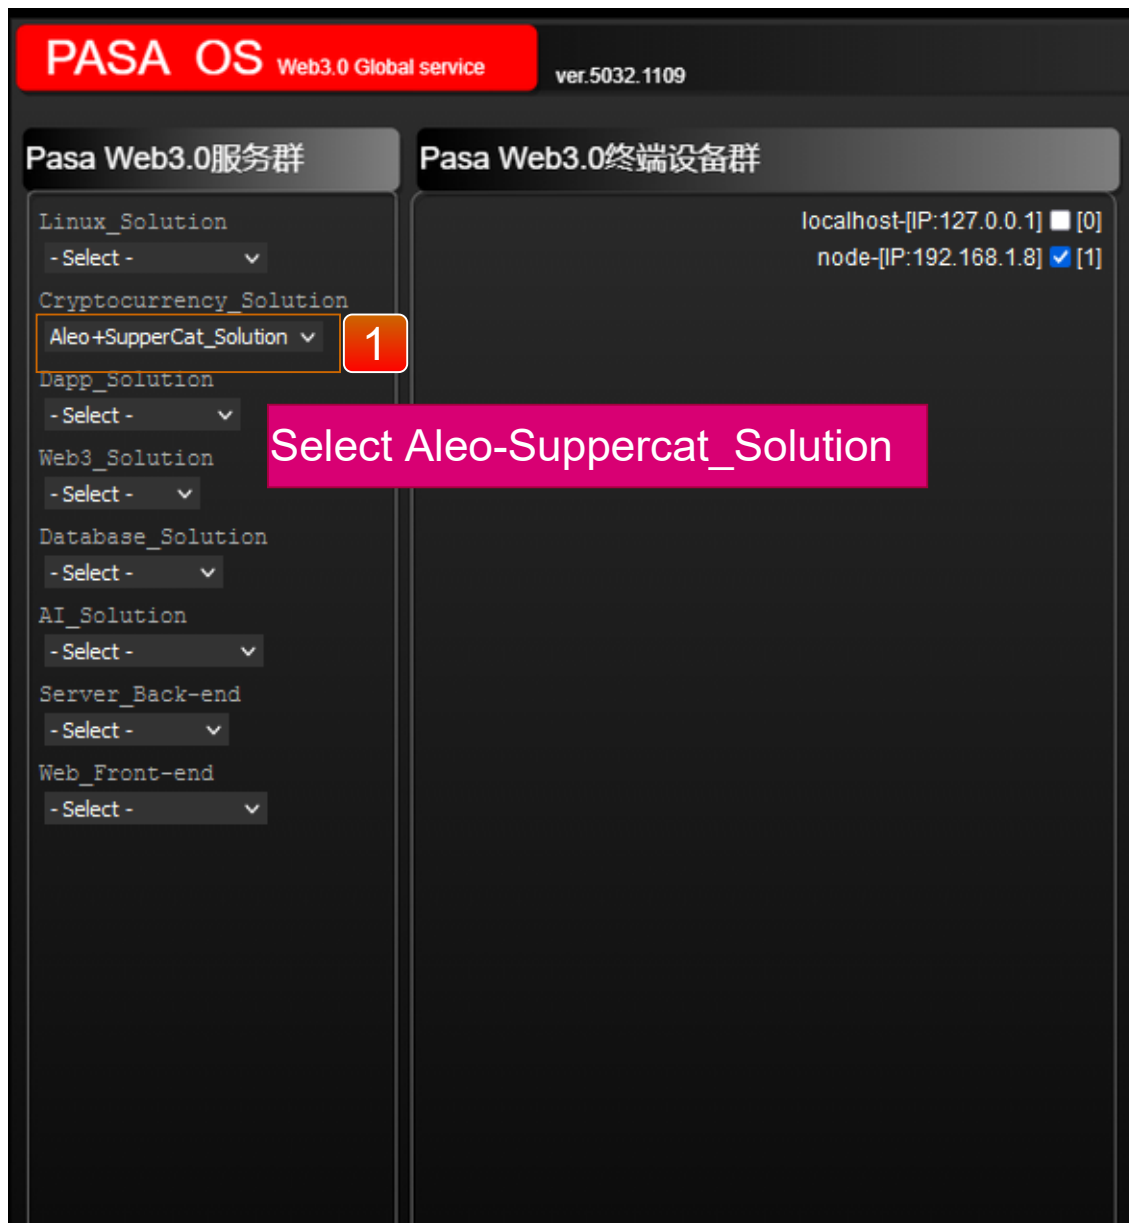 PASA OS Web3.0 Global service
ver.5032.1109
Pasa Web3.0服务群
Linux_Solution
- Select -
Cryptocurrency_Solution
Aleo+SupperCat_Solution
1
Dapp_Solution
- Select -
Web3_Solution
- Select -
Database_Solution
- Select -
AI_Solution
- Select -
Server_Back-end
- Select -
Web_Front-end
- Select -
Pasa Web3.0终端设备群
localhost-[IP:127.0.0.1] [0]
node-[IP:192.168.1.8] [1]
Select Aleo-Suppercat_Solution